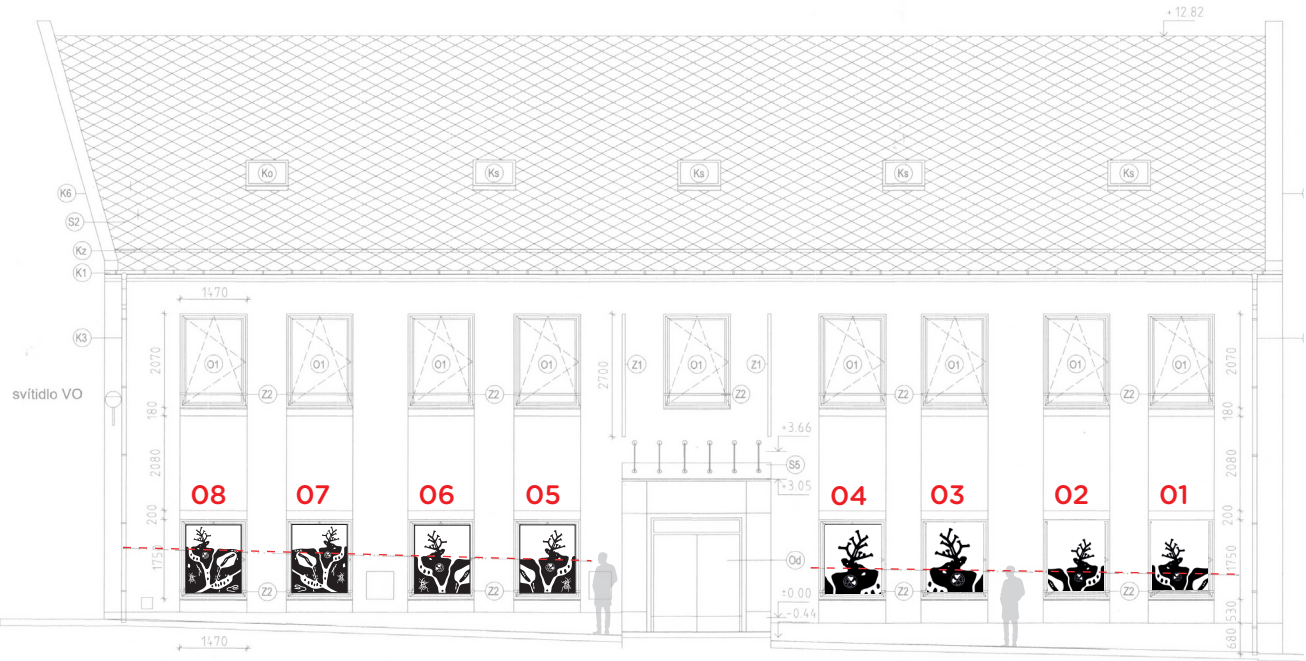 + 12.82
Ko Ks Ks Ks Ks
K6
S2
Kz
K1
1470
K3
2070 O1 O1 O1 O1 2700 Z1 O1 Z1 O1 O1 O1 O1 2070
svítidlo VO
Z2 Z2 Z2 Z2 Z2
180 180
+3.66
2080 S5 2080
+3.05
08 07 06 05 04 03 02 01
200 200
1750 Od 1750
Z2 Z2 Z2 Z2
±0.00
-0.44
530
680
1470